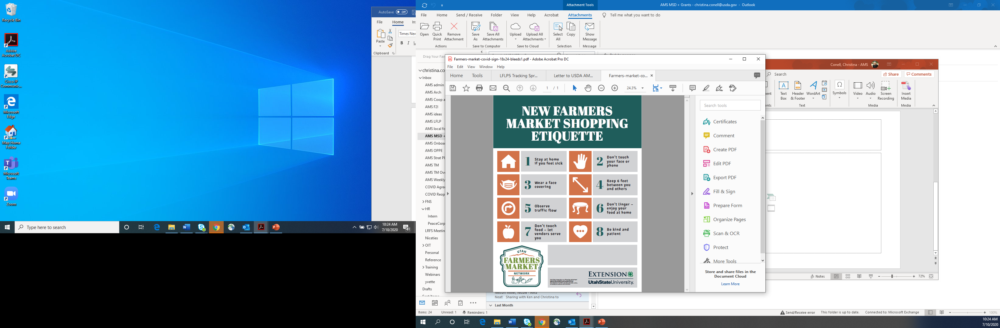 Recycle Bin
Adobe
Acrobat DC
Cisco IP
Communic...
Microsoft
Edge
Map Home
Folder
Microsoft
Teams
Zoom
Type here to search
10:24 AM
7/10/2020
41
AutoSave Off
File Home
Times New
Paste
B I U
Clipboard
Attachment Tools
AMS MSD + Grants - christina.conell@usda.gov - Outlook
File Home Send / Receive Folder View Help Acrobat Attachments Tell me what you want to do
Open Quick Print Remove Attachment Save As Save All Attachments Upload Upload All Attachments Select All Copy Show Message
Actions Save to Computer Save to Cloud Selection Message
Drag Your Fav
christina.co
Inbox
AMS admin
AMS Arch
AMS Coop a
AMS F2I
AMS ideas
AMS LFLP
AMS local fo
AMS MSD +
AMS Onboa
AMS OPPE
AMS Strat Pl
AMS TM
AMS TM Ov
AMS Weekly
COVID Agre
COVID Reop
FNS
HR
Intern
PeaceCorp
LRFS Meetin
Niceties
OIT
Personal
Reference
Training
Webinars
yvette
Drafts
Farmers-market-covid-sign-18x24-bleeds1.pdf - Adobe Acrobat Pro DC
File Edit View Window Help
Home Tools LFLP5 Tracking Spr... Letter to USDA AM... Farmers-market-co... ×
1 / 1 24.3%
NEW FARMERS
MARKET SHOPPING
ETIQUETTE
1 Stay at home
if you feel sick
2 Don't touch
your face or
phone
3 Wear a face
covering
4 Keep 6 feet
between you
and others
5 Observe
traffic flow
6 Don't linger –
enjoy your
food at home
7 Don't touch
food – let
vendors serve
you
8 Be kind and
patient
UTAH
FARMERS
MARKET
NETWORK
EXTENSION
UtahStateUniversity.
Search tools
Certificates
Comment
Create PDF
Edit PDF
Export PDF
Fill & Sign
Prepare Form
Organize Pages
Scan & OCR
Protect
More Tools
Store and share files in the
Document Cloud
Learn More
Conell, Christina - AMS
Search Share Comments
Text
Box
Header
& Footer
WordArt
Symbols
Video
Audio
Screen
Recording
Insert
Media
Text Media Media
Notes 72%
Nelson Miller, Nicole - AMS
Neat! Sharing with Ken and Christina to
Last Month
Items: 24 Unread: 1 Reminders: 1
Send/Receive error This folder is up to date. Connected to: Microsoft Exchange 100%
10:24 AM
7/10/2020